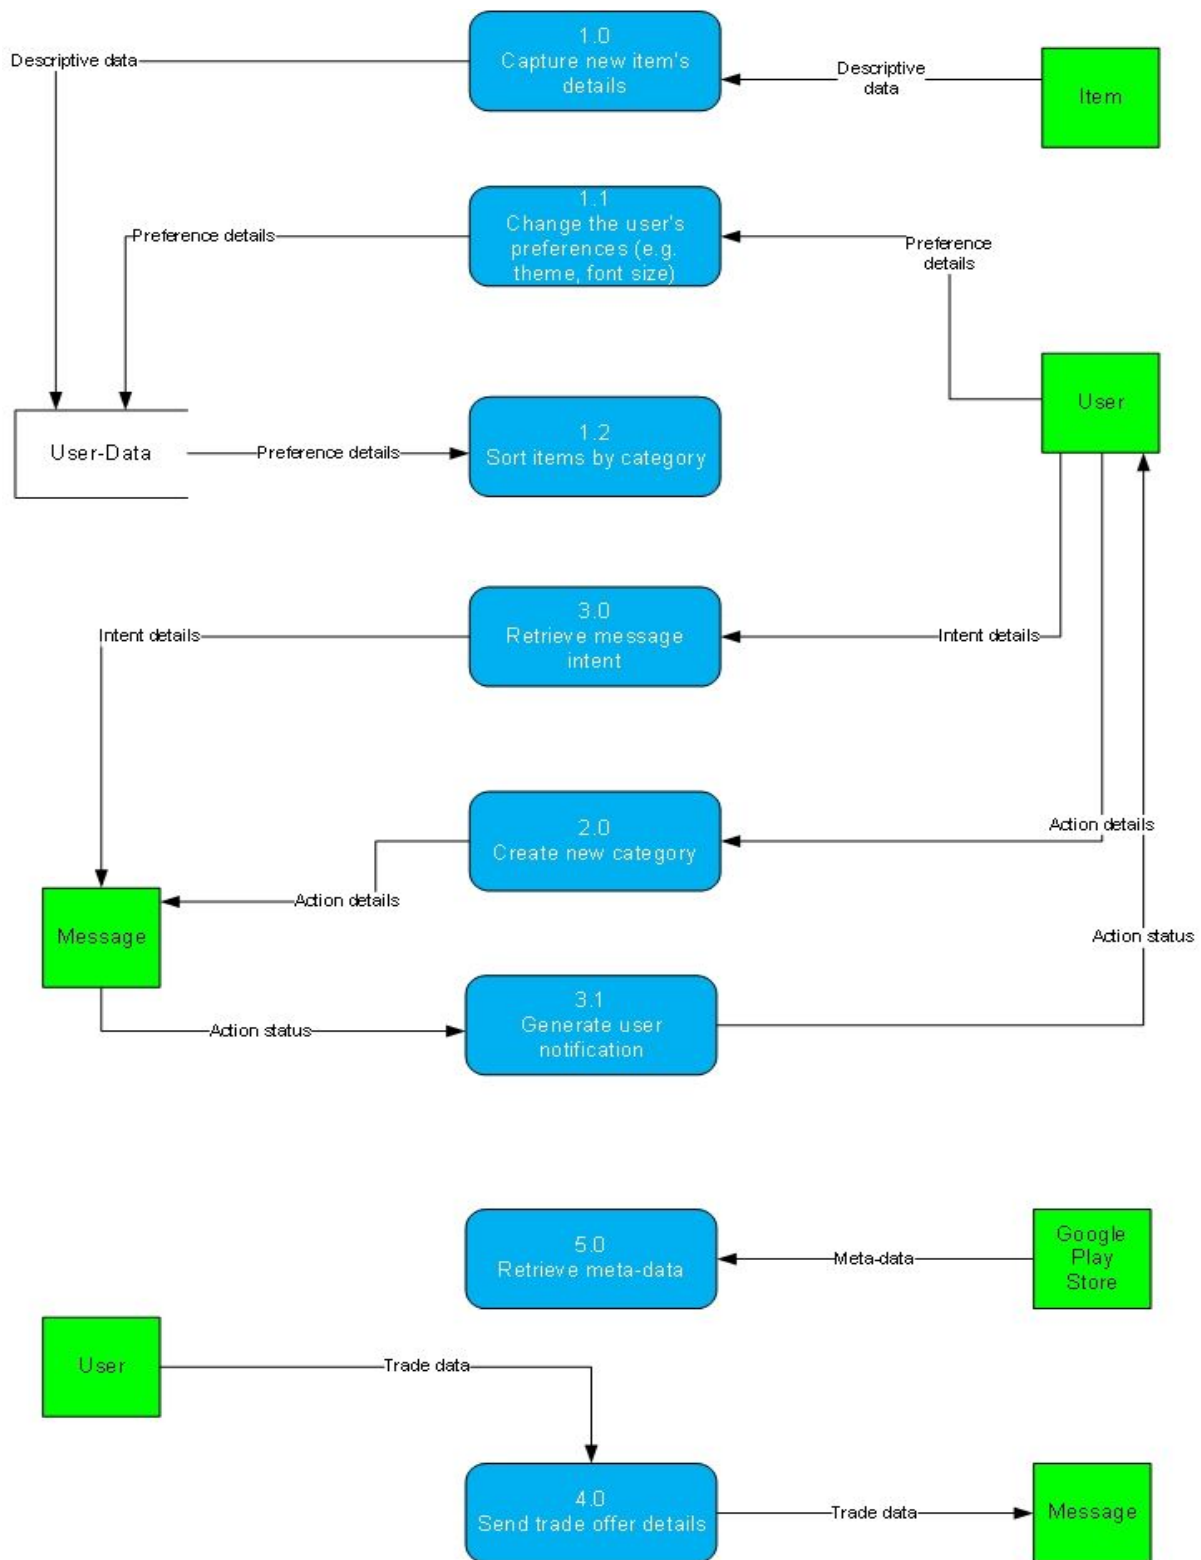 1.0
Capture new item's
details
Descriptive data
Descriptive
data
Item
1.1
Change the user's
preferences (e.g.
theme, font size)
Preference details
Preference
details
User
User-Data
Preference details
1.2
Sort items by category
3.0
Retrieve message
intent
Intent details
Intent details
2.0
Create new category
Action details
Action details
Message
Action status
3.1
Generate user
notification
Action status
5.0
Retrieve meta-data
Meta-data
Google
Play
Store
User
Trade data
4.0
Send trade offer details
Trade data
Message